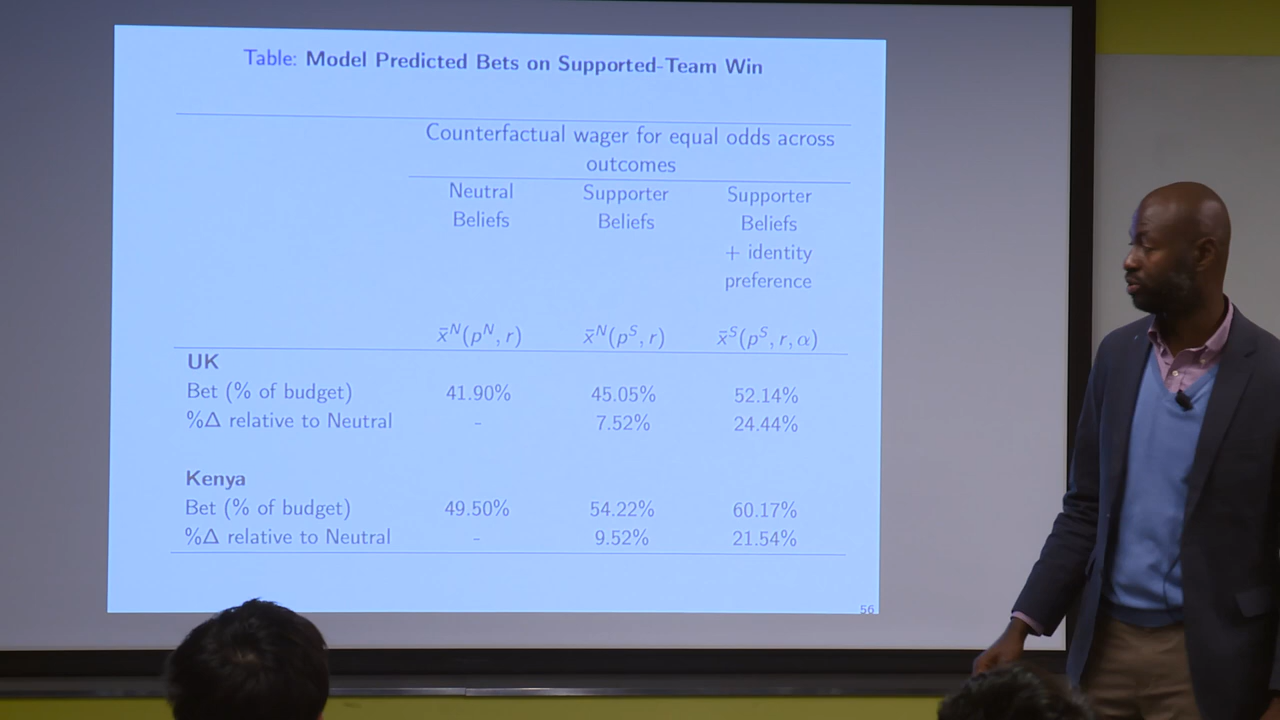 Table: Model Predicted Bets on Supported-Team Win
Counterfactual wager for equal odds across
outcomes
Neutral Supporter Supporter
Beliefs Beliefs Beliefs
+ identity
preference
x̄ᴺ(pᴺ, r) x̄ᴺ(pˢ, r) x̄ˢ(pˢ, r, α)
UK
Bet (% of budget) 41.90% 45.05% 52.14%
%Δ relative to Neutral - 7.52% 24.44%
Kenya
Bet (% of budget) 49.50% 54.22% 60.17%
%Δ relative to Neutral - 9.52% 21.54%
56